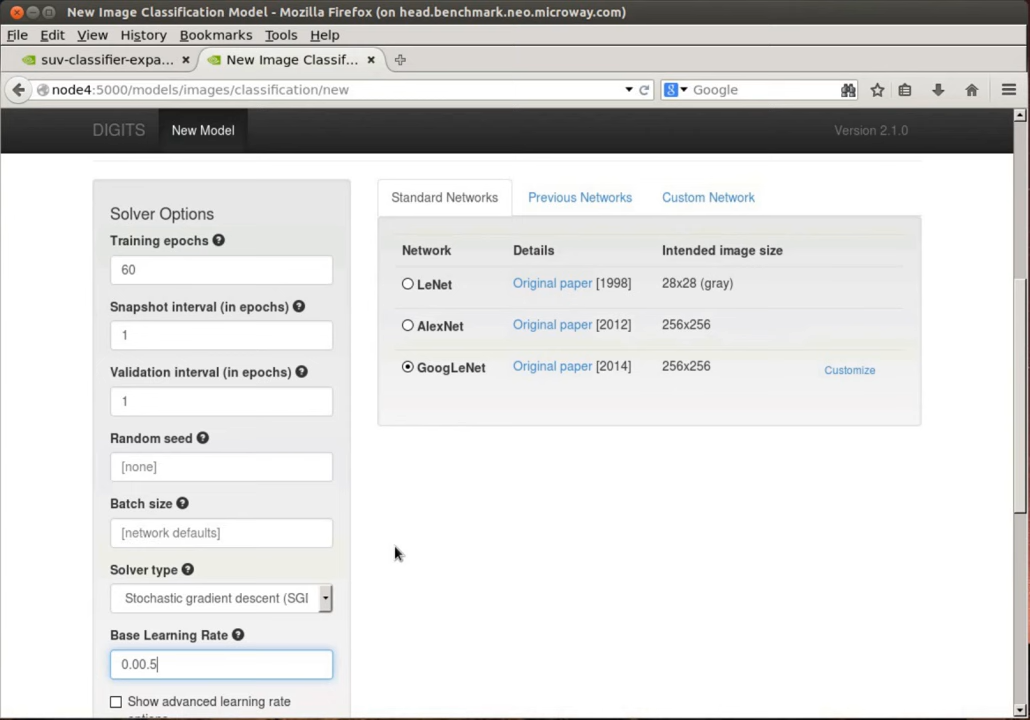 New Image Classification Model - Mozilla Firefox (on head.benchmark.neo.microway.com)
File Edit View History Bookmarks Tools Help
suv-classifier-expa... New Image Classif...
node4:5000/models/images/classification/new Google
DIGITS New Model Version 2.1.0
Solver Options
Training epochs
60
Snapshot interval (in epochs)
1
Validation interval (in epochs)
1
Random seed
[none]
Batch size
[network defaults]
Solver type
Stochastic gradient descent (SGD
Base Learning Rate
0.00.5
Show advanced learning rate
options
Standard Networks Previous Networks Custom Network
Network Details Intended image size
LeNet Original paper [1998] 28x28 (gray)
AlexNet Original paper [2012] 256x256
GoogLeNet Original paper [2014] 256x256 Customize